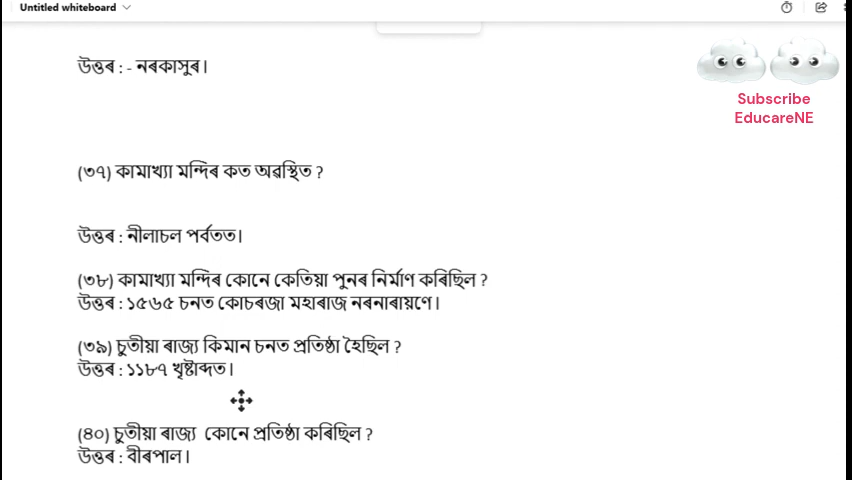 Untitled whiteboard
উত্তৰ : - নৰকাসুৰ।
Subscribe
EducareNE
(৩৭) কামাখ্যা মন্দিৰ কত অৱস্থিত ?
উত্তৰ : নীলাচল পৰ্বতত।
(৩৮) কামাখ্যা মন্দিৰ কোনে কেতিয়া পুনৰ নিৰ্মাণ কৰিছিল ?
উত্তৰ : ১৫৬৫ চনত কোচৰজা মহাৰাজ নৰনাৰায়ণে।
(৩৯) চুতীয়া ৰাজ্য কিমান চনত প্ৰতিষ্ঠা হৈছিল ?
উত্তৰ : ১১৮৭ খৃষ্টাব্দত।
(৪০) চুতীয়া ৰাজ্য কোনে প্ৰতিষ্ঠা কৰিছিল ?
উত্তৰ : বীৰপাল।